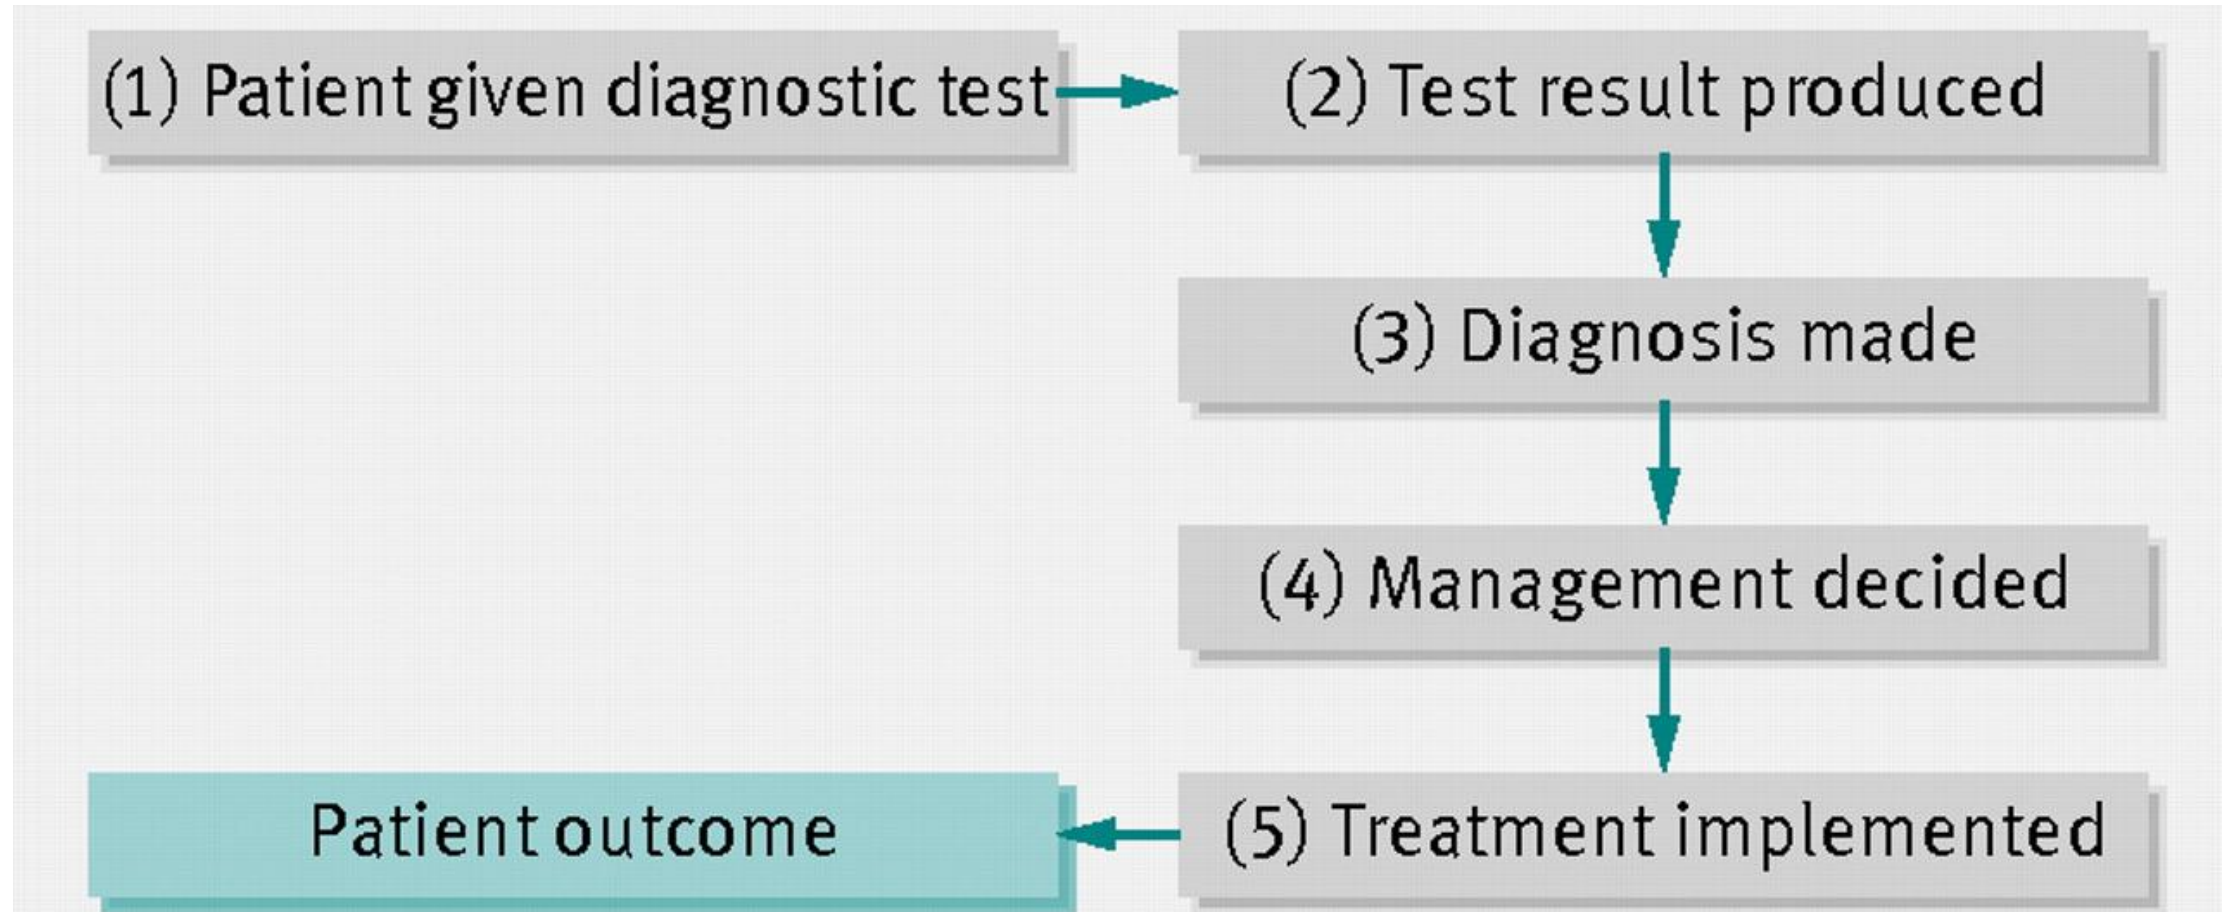 (1) Patient given diagnostic test
(2) Test result produced
(3) Diagnosis made
(4) Management decided
(5) Treatment implemented
Patient outcome